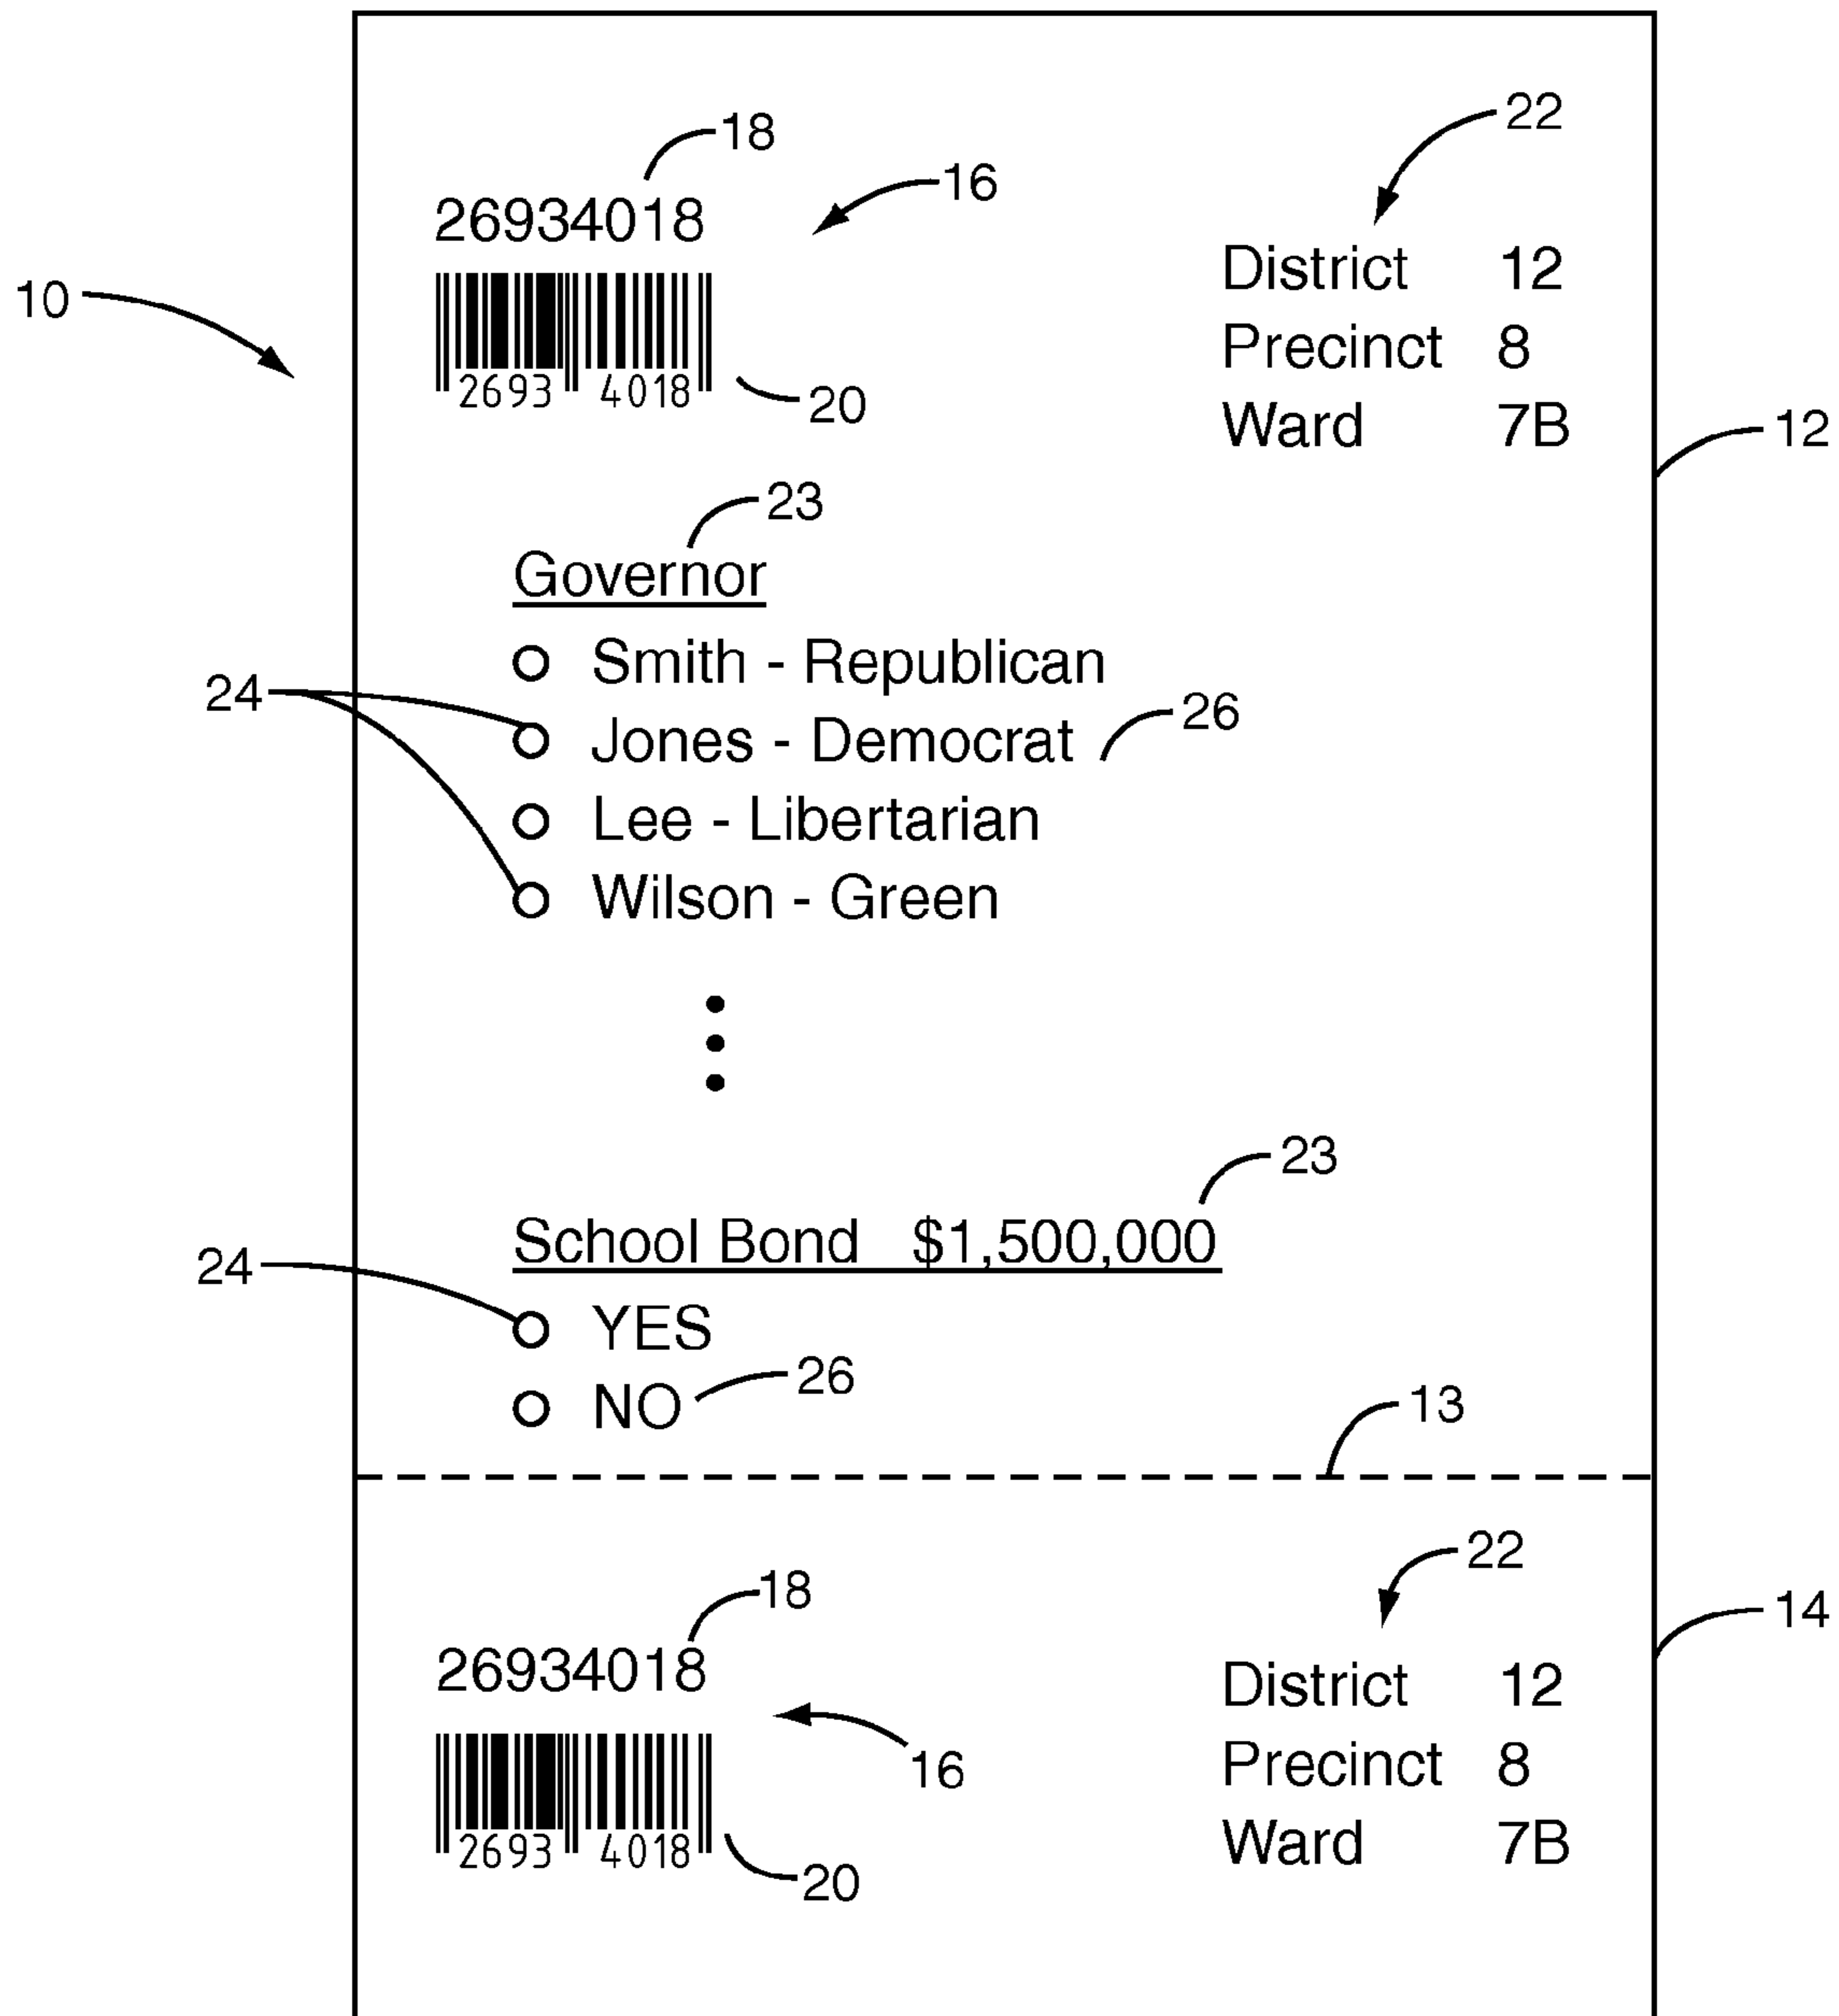 22
18
16
26934018
District 12
10
Precinct 8
2693 4018
20
Ward 7B
12
23
Governor
Smith - Republican
24
26
Jones - Democrat
Lee - Libertarian
Wilson - Green
23
School Bond $1,500,000
24
YES
26
NO
13
22
18
14
26934018
District 12
16
Precinct 8
2693 4018
Ward 7B
20